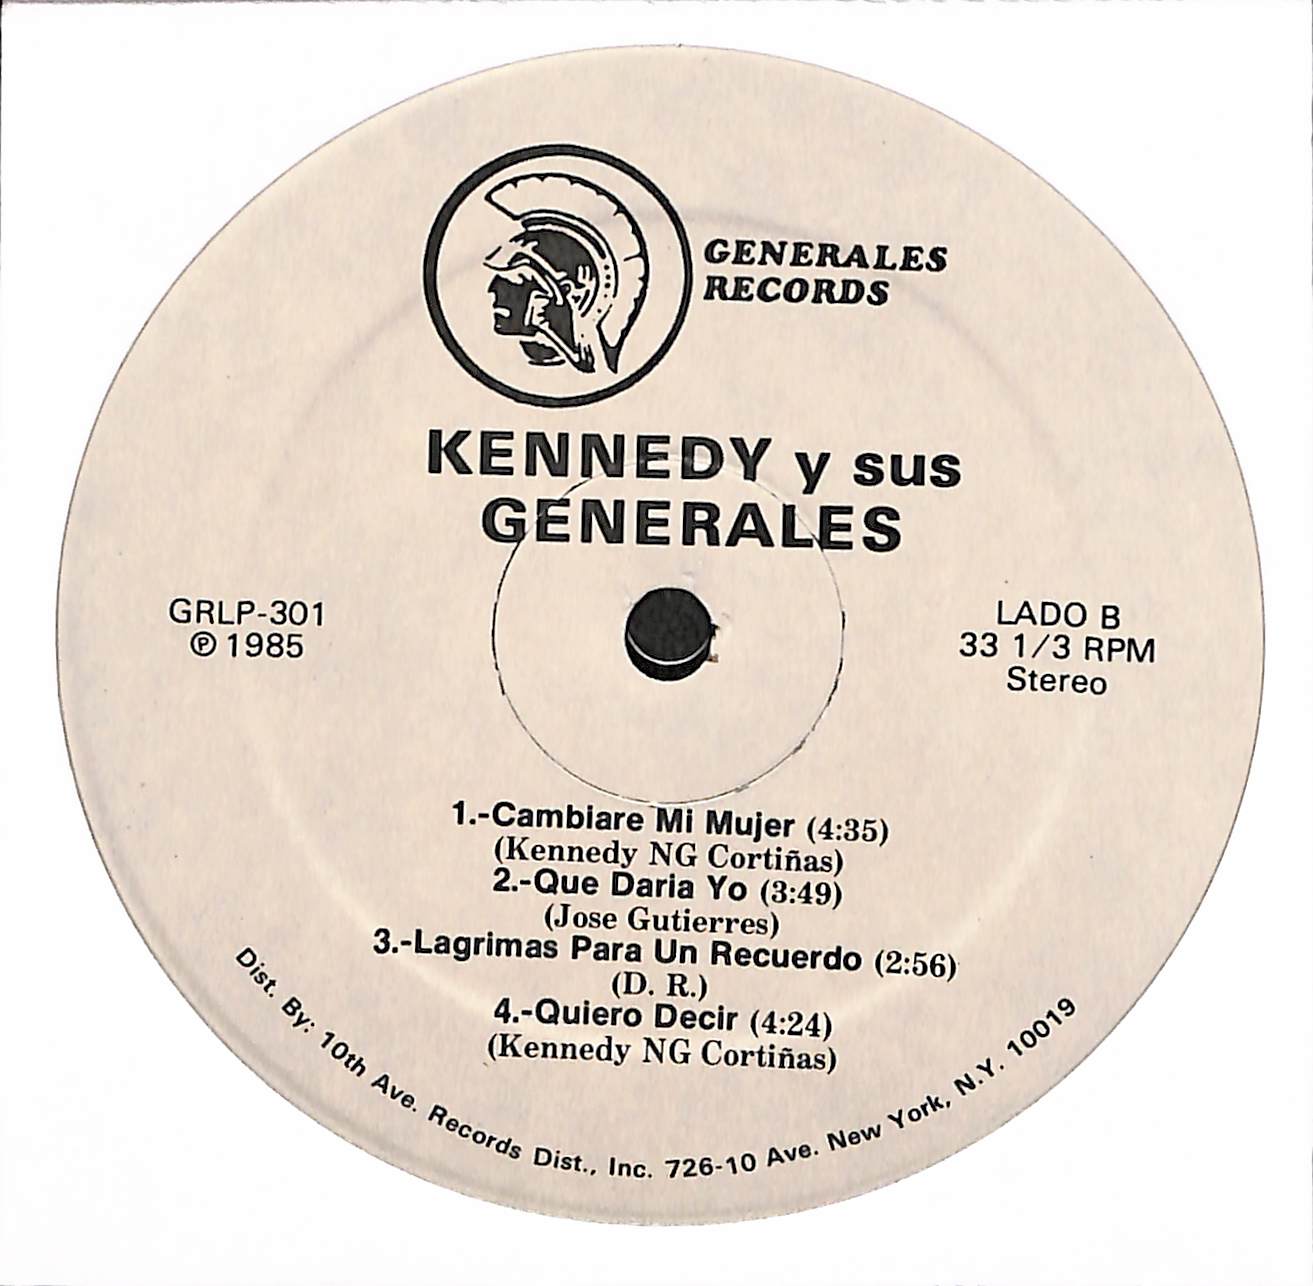 GENERALES
RECORDS
KENNEDY y sus
GENERALES
GRLP-301
℗ 1985
LADO B
33 1/3 RPM
Stereo
1.-Cambiare Mi Mujer (4:35)
(Kennedy NG Cortiñas)
2.-Que Daria Yo (3:49)
(Jose Gutierres)
3.-Lagrimas Para Un Recuerdo (2:56)
(D. R.)
4.-Quiero Decir (4:24)
(Kennedy NG Cortiñas)
Dist. By: 10th Ave. Records Dist., Inc. 726-10 Ave. New York, N.Y. 10019